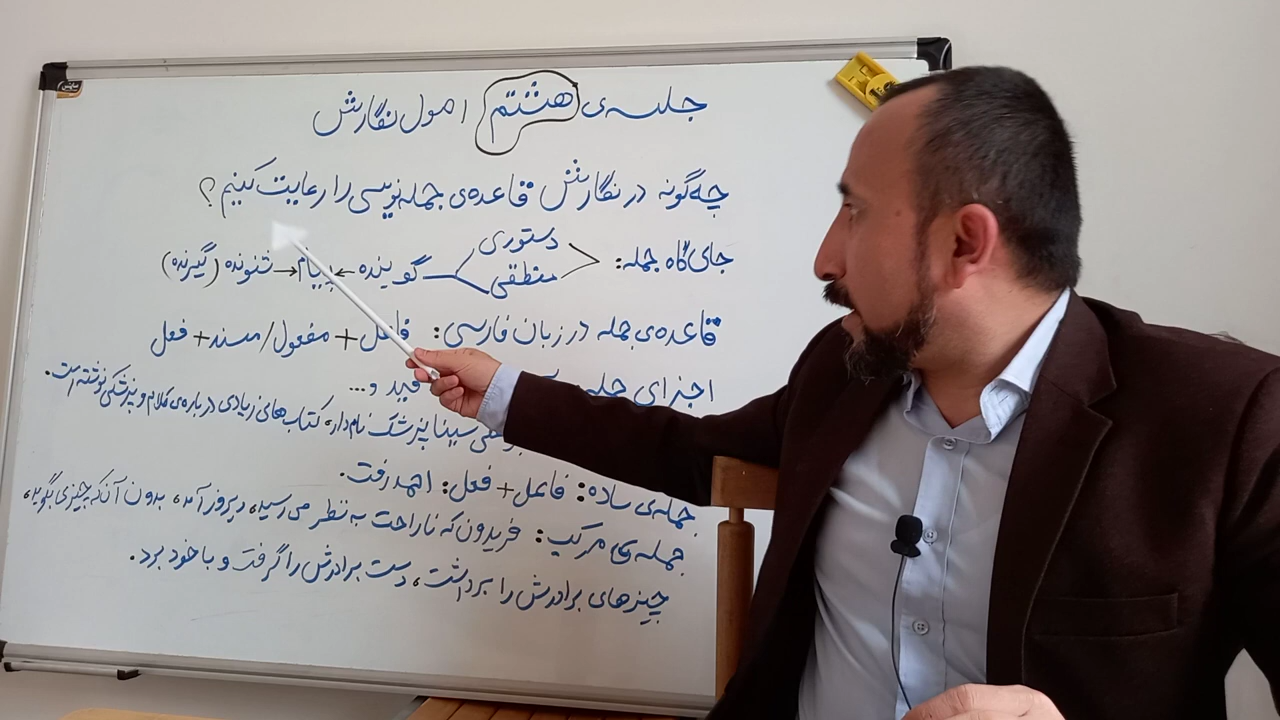 جلسه‌ی هشتم اصول نگارش
چه‌گونه در نگارش قاعده‌ی جمله‌نویسی را رعایت کنیم؟
جای‌گاه جمله: دستوری منطقی گوینده ← پیام → شنونده (گیرنده)
قاعده‌ی جمله در زبان فارسی: فاعل + مفعول/مسند + فعل
اجزای جمله قید و...
سینا پزشک نام‌دار، کتاب‌های زیادی درباره‌ی کلام و پزشکی نوشته است.
جمله‌ی ساده: فاعل + فعل: احمد رفت.
جمله‌ی مرکب: فریدون که ناراحت به نظر می‌رسید، دیروز آمد، بدون آن‌که چیزی بگوید،
چیزهای برادرش را برداشت، دست برادرش را گرفت و با خود برد.